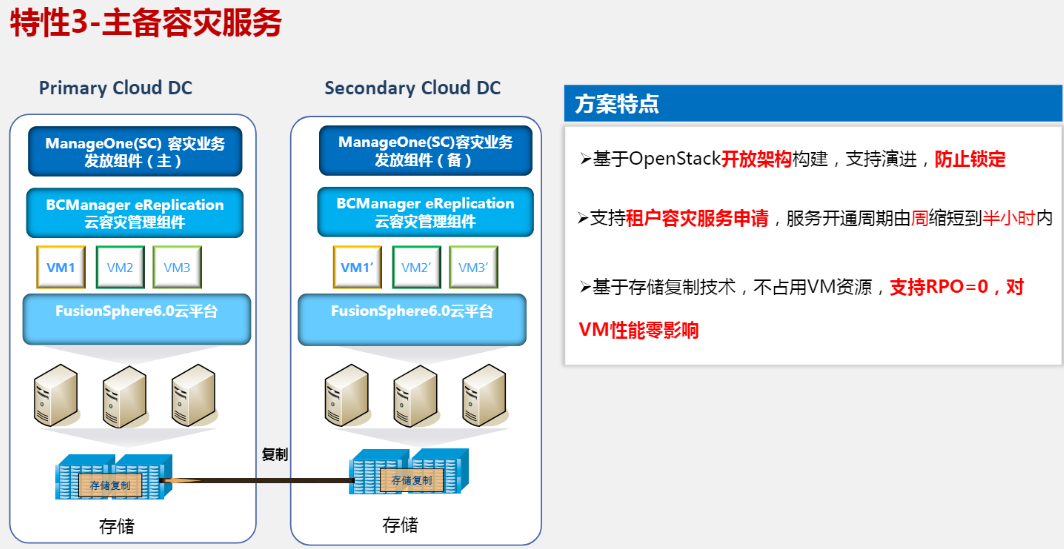 特性3-主备容灾服务
Primary Cloud DC
ManageOne(SC) 容灾业务
发放组件（主）
BCManager eReplication
云容灾管理组件
VM1
VM2
VM3
FusionSphere6.0云平台
存储复制
存储
复制
Secondary Cloud DC
ManageOne(SC)容灾业务
发放组件（备）
BCManager eReplication
云容灾管理组件
VM1′
VM2′
VM3′
FusionSphere6.0云平台
存储复制
存储
方案特点
➢基于OpenStack开放架构构建，支持演进，防止锁定
➢支持租户容灾服务申请，服务开通周期由周缩短到半小时内
➢基于存储复制技术，不占用VM资源，支持RPO=0，对
VM性能零影响